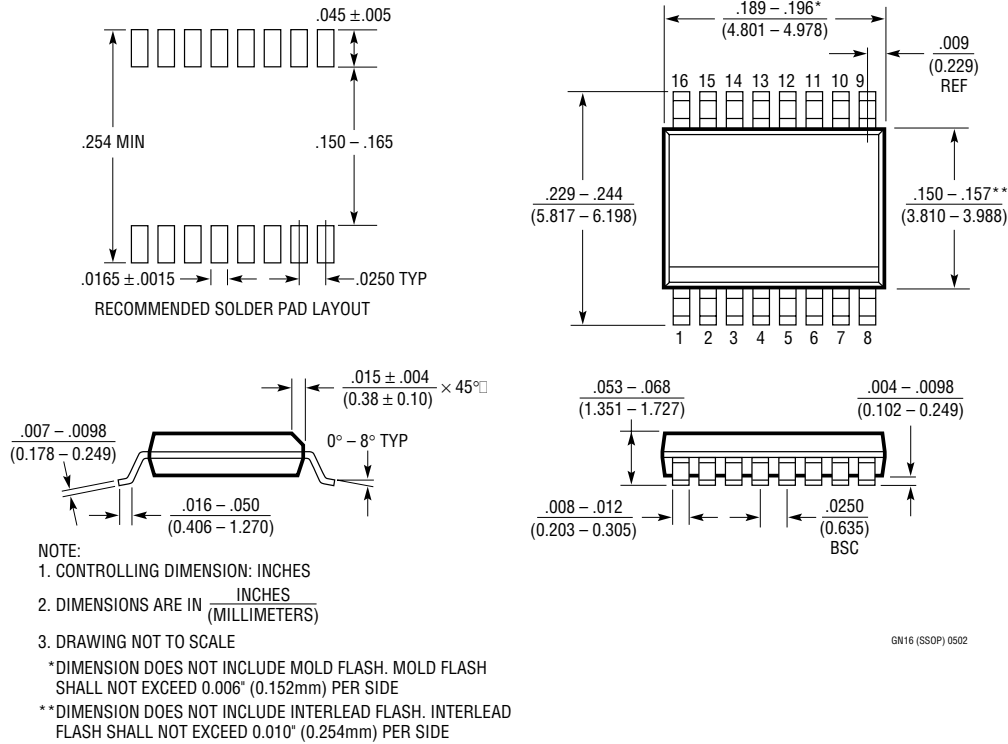 .045 ±.005
.254 MIN
.150 – .165
.0165 ±.0015
.0250 TYP
RECOMMENDED SOLDER PAD LAYOUT
.189 – .196*
(4.801 – 4.978)
.009
(0.229)
REF
16 15 14 13 12 11 10 9
.229 – .244
(5.817 – 6.198)
.150 – .157**
(3.810 – 3.988)
1 2 3 4 5 6 7 8
.015 ± .004
(0.38 ± 0.10)
× 45°
.007 – .0098
(0.178 – 0.249)
0° – 8° TYP
.016 – .050
(0.406 – 1.270)
.053 – .068
(1.351 – 1.727)
.004 – .0098
(0.102 – 0.249)
.008 – .012
(0.203 – 0.305)
.0250
(0.635)
BSC
NOTE:
1. CONTROLLING DIMENSION: INCHES
2. DIMENSIONS ARE IN INCHES
(MILLIMETERS)
3. DRAWING NOT TO SCALE
*DIMENSION DOES NOT INCLUDE MOLD FLASH. MOLD FLASH
SHALL NOT EXCEED 0.006" (0.152mm) PER SIDE
**DIMENSION DOES NOT INCLUDE INTERLEAD FLASH. INTERLEAD
FLASH SHALL NOT EXCEED 0.010" (0.254mm) PER SIDE
GN16 (SSOP) 0502